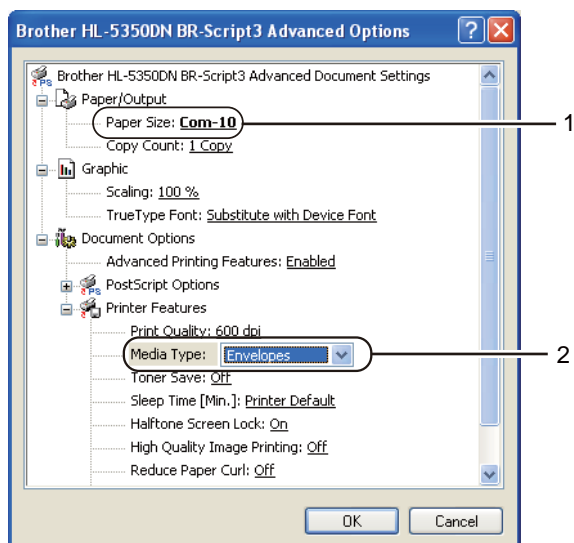 Brother HL-5350DN BR-Script3 Advanced Options
Brother HL-5350DN BR-Script3 Advanced Document Settings
Paper/Output
Paper Size: Com-10
1
Copy Count: 1 Copy
Graphic
Scaling: 100 %
TrueType Font: Substitute with Device Font
Document Options
Advanced Printing Features: Enabled
PostScript Options
Printer Features
Print Quality: 600 dpi
Media Type: Envelopes
2
Toner Save: Off
Sleep Time [Min.]: Printer Default
Halftone Screen Lock: On
High Quality Image Printing: Off
Reduce Paper Curl: Off
OK Cancel